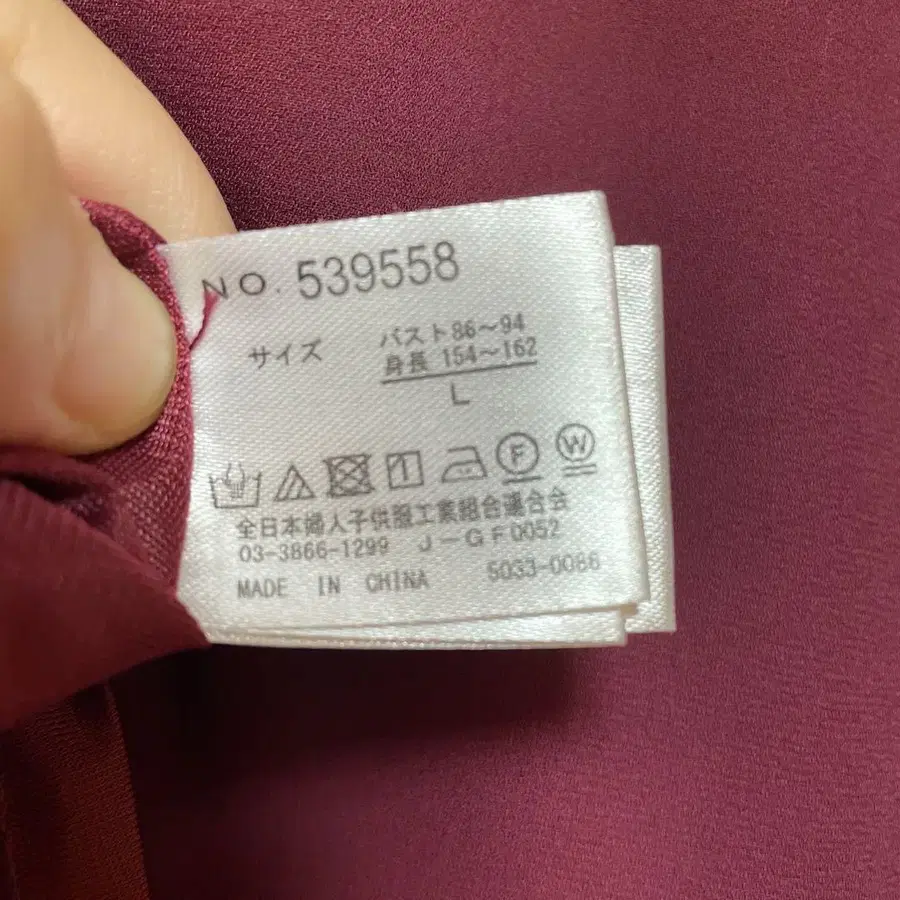 NO. 539558
サイズ
バスト86〜94
身長 154〜162
L
F W
全日本婦人子供服工業組合連合会
03-3866-1299 J-GF0052
MADE IN CHINA 5033-0086